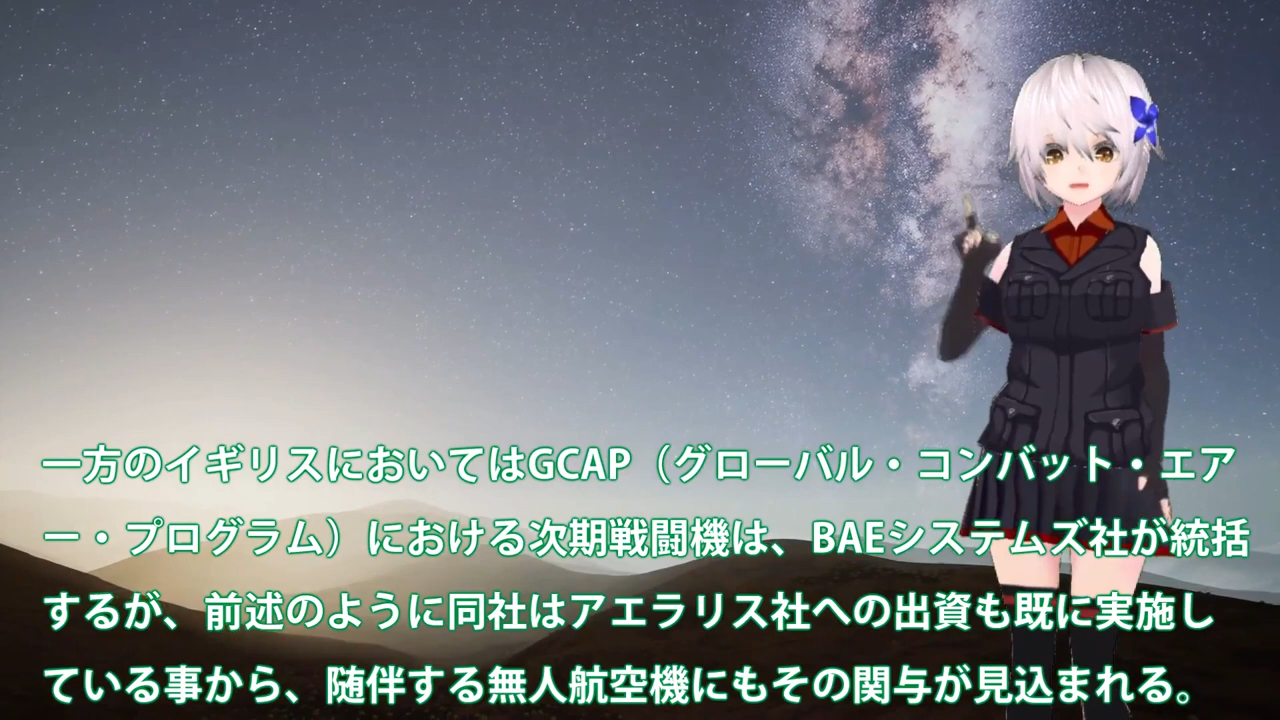 一方のイギリスにおいてはGCAP（グローバル・コンバット・エア
ー・プログラム）における次期戦闘機は、BAEシステムズ社が統括
するが、前述のように同社はアエラリス社への出資も既に実施し
ている事から、随伴する無人航空機にもその関与が見込まれる。